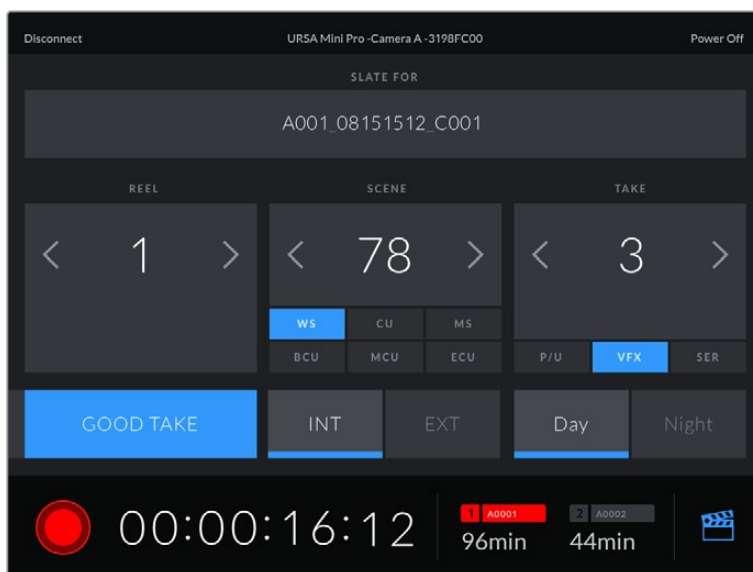 Disconnect URSA Mini Pro -Camera A -3198FC00 Power Off
SLATE FOR
A001_08151512_C001
REEL SCENE TAKE
1 78 3
WS CU MS
BCU MCU ECU P/U VFX SER
GOOD TAKE INT EXT Day Night
00:00:16:12
1 A0001 2 A0002
96min 44min